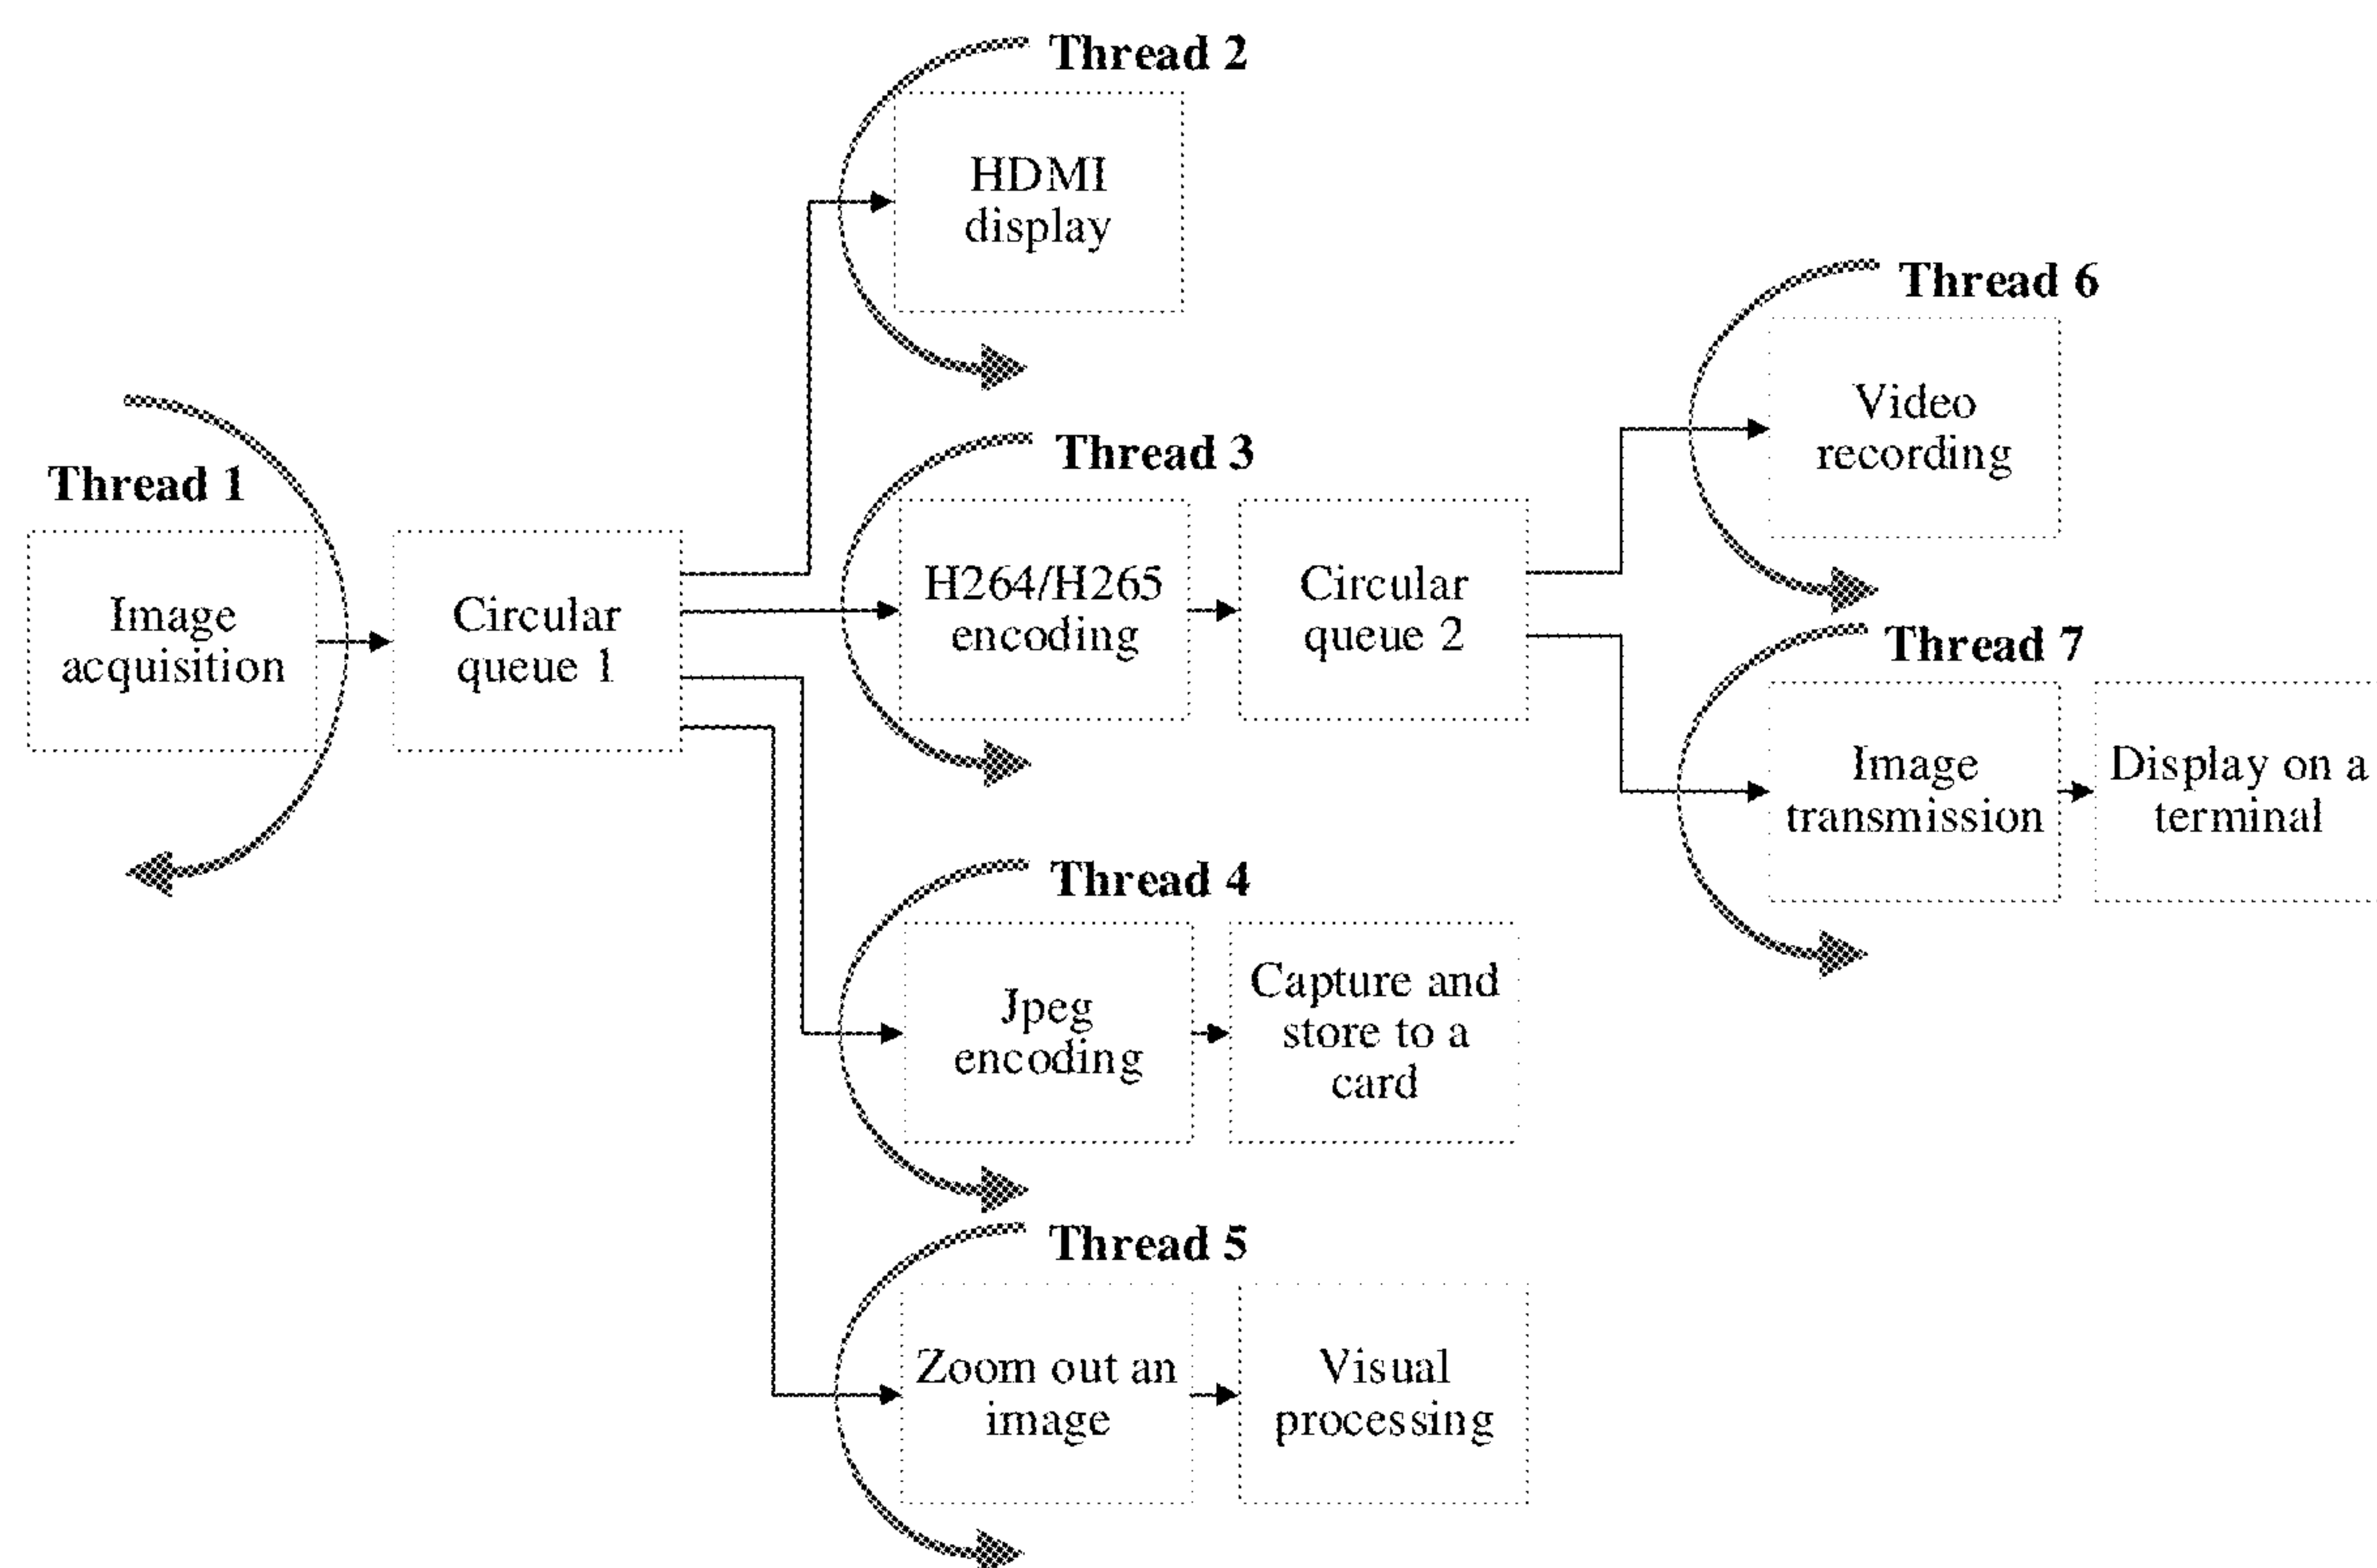 Thread 1
Image
acquisition
Circular
queue 1
Thread 2
HDMI
display
Thread 3
H264/H265
encoding
Circular
queue 2
Thread 4
Jpeg
encoding
Capture and
store to a
card
Thread 5
Zoom out an
image
Visual
processing
Thread 6
Video
recording
Thread 7
Image
transmission
Display on a
terminal